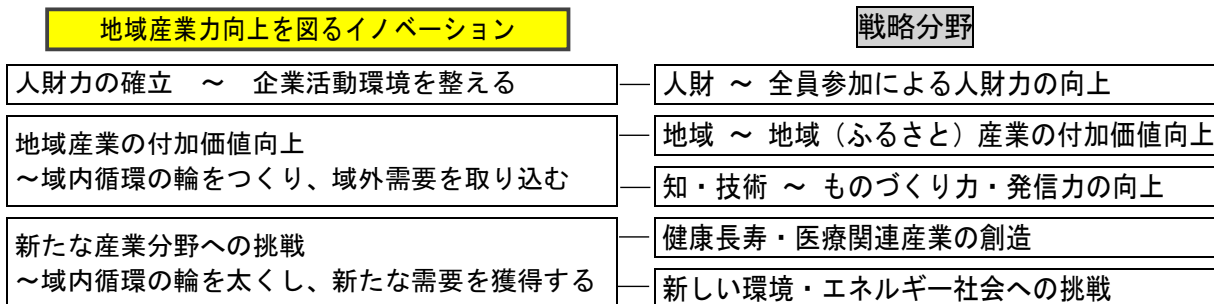 地域産業力向上を図るイノベーション
戦略分野
人財力の確立 ～ 企業活動環境を整える
人財 ～ 全員参加による人財力の向上
地域産業の付加価値向上
～域内循環の輪をつくり、域外需要を取り込む
地域 ～ 地域（ふるさと）産業の付加価値向上
知・技術 ～ ものづくり力・発信力の向上
新たな産業分野への挑戦
～域内循環の輪を太くし、新たな需要を獲得する
健康長寿・医療関連産業の創造
新しい環境・エネルギー社会への挑戦